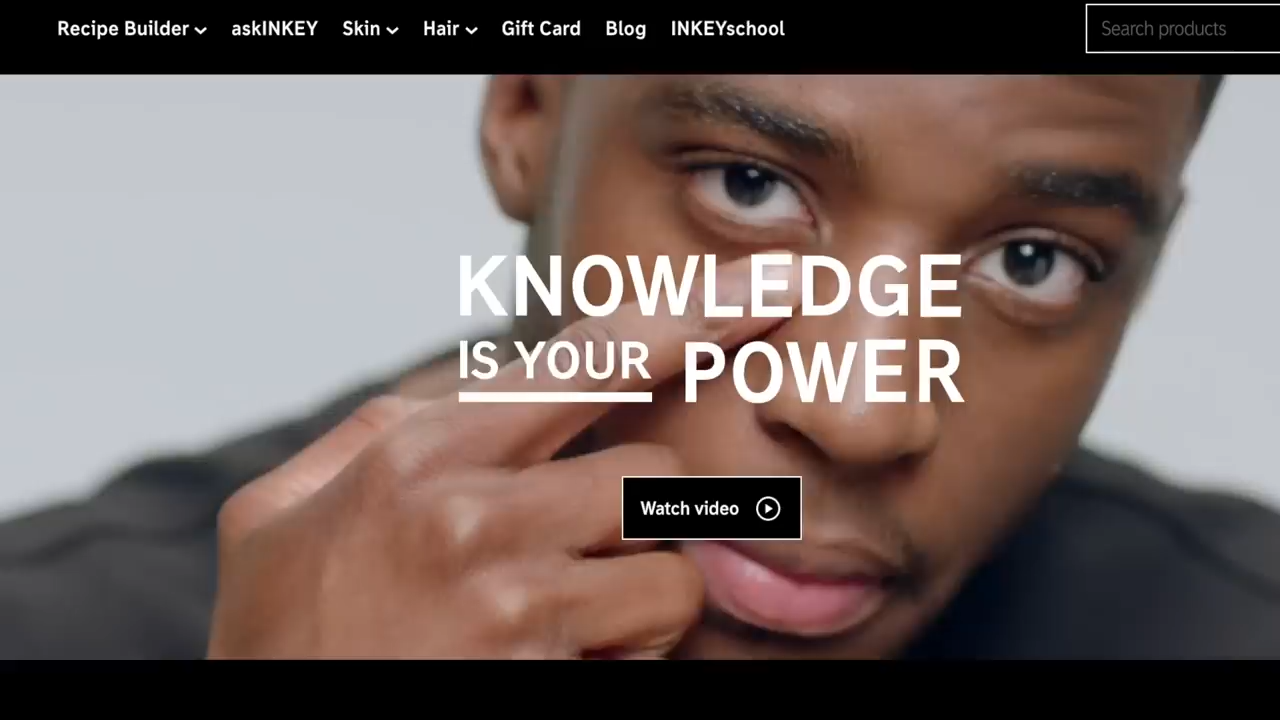 Recipe Builder askINKEY Skin Hair Gift Card Blog INKEYschool Search products
KNOWLEDGE
IS YOUR POWER
Watch video